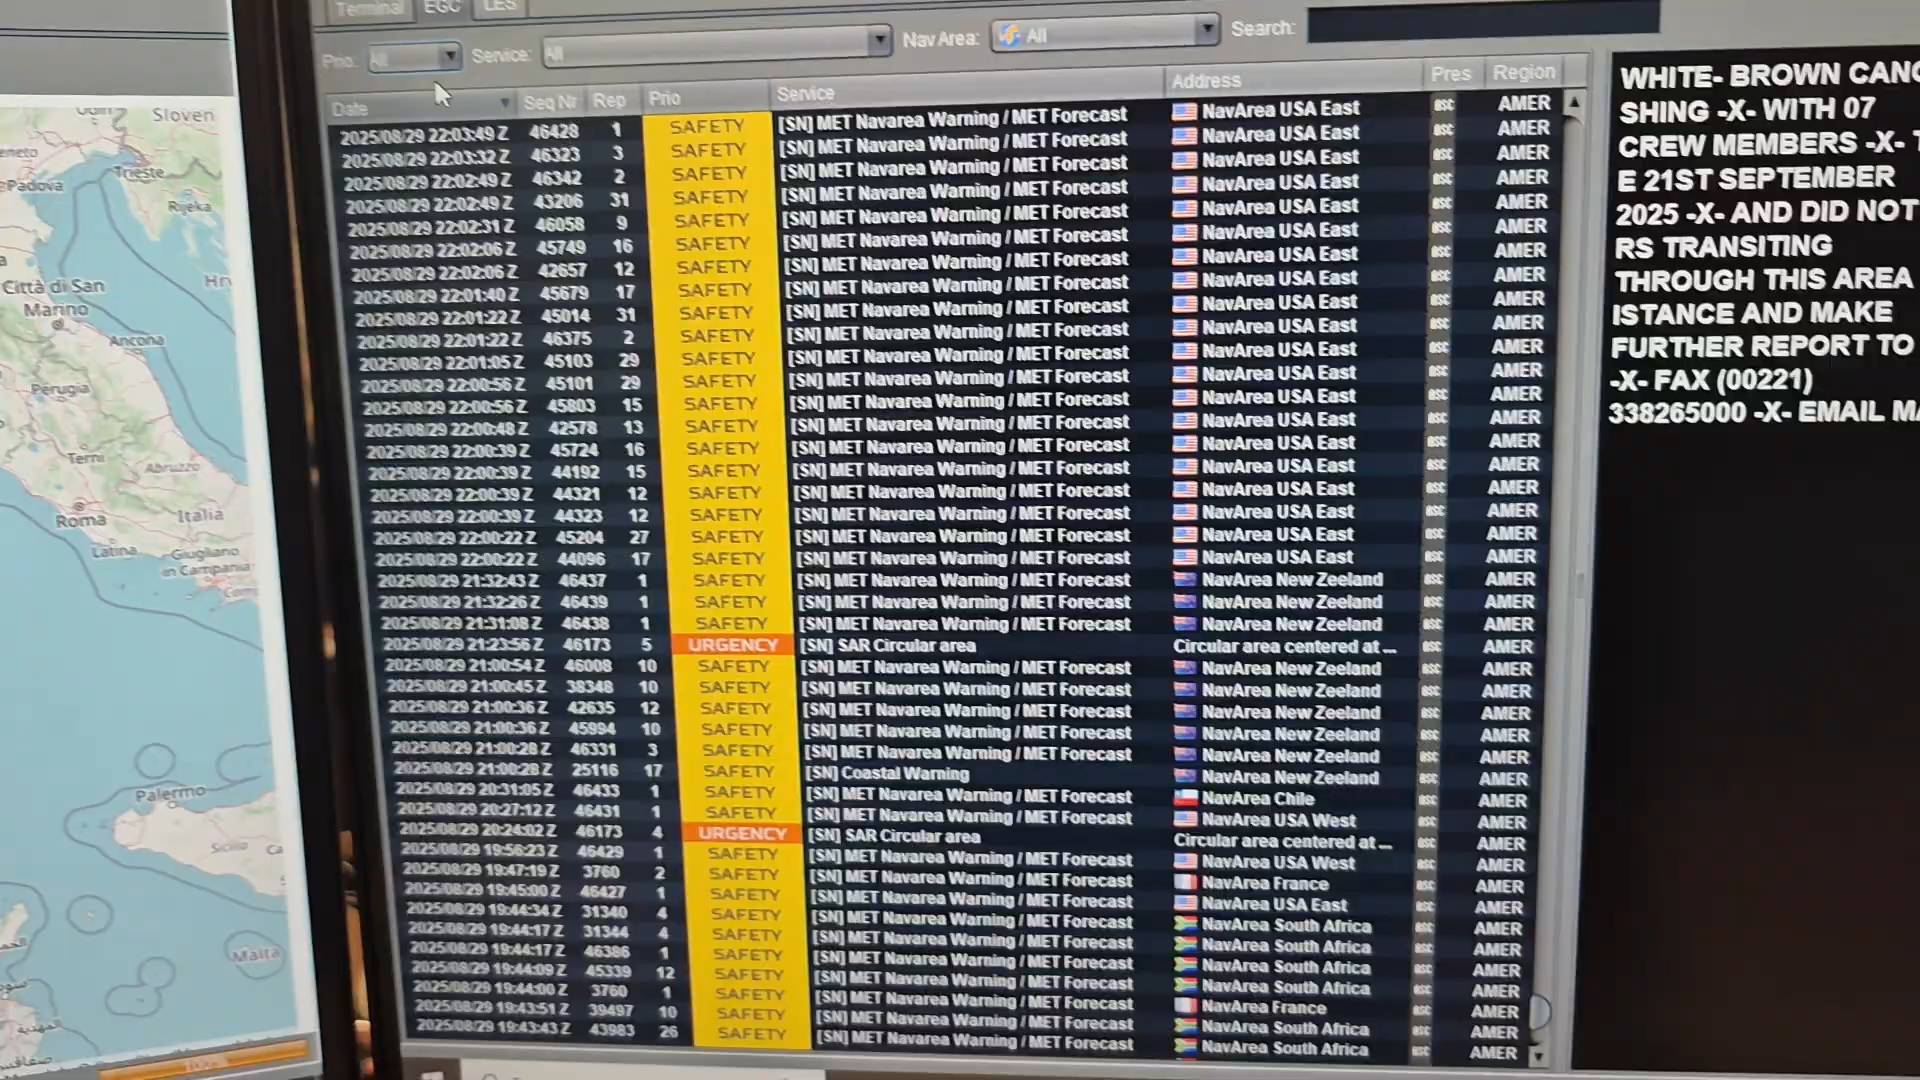 Terminal EGC LES
Prio: All Service: All Nav Area: All Search:
Date Seq Nr Rep Prio Service Address Pres Region
2025/08/29 22:03:49 Z 46428 1 SAFETY [SN] MET Navarea Warning / MET Forecast NavArea USA East AMER
2025/08/29 22:03:32 Z 46323 3 SAFETY [SN] MET Navarea Warning / MET Forecast NavArea USA East AMER
2025/08/29 22:02:49 Z 46342 2 SAFETY [SN] MET Navarea Warning / MET Forecast NavArea USA East AMER
2025/08/29 22:02:49 Z 43206 31 SAFETY [SN] MET Navarea Warning / MET Forecast NavArea USA East AMER
2025/08/29 22:02:31 Z 46058 9 SAFETY [SN] MET Navarea Warning / MET Forecast NavArea USA East AMER
2025/08/29 22:02:06 Z 45749 16 SAFETY [SN] MET Navarea Warning / MET Forecast NavArea USA East AMER
2025/08/29 22:02:06 Z 42657 12 SAFETY [SN] MET Navarea Warning / MET Forecast NavArea USA East AMER
2025/08/29 22:01:40 Z 45679 17 SAFETY [SN] MET Navarea Warning / MET Forecast NavArea USA East AMER
2025/08/29 22:01:22 Z 45014 31 SAFETY [SN] MET Navarea Warning / MET Forecast NavArea USA East AMER
2025/08/29 22:01:22 Z 46375 2 SAFETY [SN] MET Navarea Warning / MET Forecast NavArea USA East AMER
2025/08/29 22:01:05 Z 45103 29 SAFETY [SN] MET Navarea Warning / MET Forecast NavArea USA East AMER
2025/08/29 22:00:56 Z 45101 29 SAFETY [SN] MET Navarea Warning / MET Forecast NavArea USA East AMER
2025/08/29 22:00:56 Z 45803 15 SAFETY [SN] MET Navarea Warning / MET Forecast NavArea USA East AMER
2025/08/29 22:00:48 Z 42578 13 SAFETY [SN] MET Navarea Warning / MET Forecast NavArea USA East AMER
2025/08/29 22:00:39 Z 45724 16 SAFETY [SN] MET Navarea Warning / MET Forecast NavArea USA East AMER
2025/08/29 22:00:39 Z 44192 15 SAFETY [SN] MET Navarea Warning / MET Forecast NavArea USA East AMER
2025/08/29 22:00:39 Z 44321 12 SAFETY [SN] MET Navarea Warning / MET Forecast NavArea USA East AMER
2025/08/29 22:00:39 Z 44323 12 SAFETY [SN] MET Navarea Warning / MET Forecast NavArea USA East AMER
2025/08/29 22:00:22 Z 45204 27 SAFETY [SN] MET Navarea Warning / MET Forecast NavArea USA East AMER
2025/08/29 22:00:22 Z 44096 17 SAFETY [SN] MET Navarea Warning / MET Forecast NavArea USA East AMER
2025/08/29 21:32:43 Z 46437 1 SAFETY [SN] MET Navarea Warning / MET Forecast NavArea New Zeeland AMER
2025/08/29 21:32:26 Z 46439 1 SAFETY [SN] MET Navarea Warning / MET Forecast NavArea New Zeeland AMER
2025/08/29 21:31:08 Z 46438 1 SAFETY [SN] MET Navarea Warning / MET Forecast NavArea New Zeeland AMER
2025/08/29 21:23:56 Z 46173 5 URGENCY [SN] SAR Circular area Circular area centered at ... AMER
2025/08/29 21:00:54 Z 46008 10 SAFETY [SN] MET Navarea Warning / MET Forecast NavArea New Zeeland AMER
2025/08/29 21:00:45 Z 38348 10 SAFETY [SN] MET Navarea Warning / MET Forecast NavArea New Zeeland AMER
2025/08/29 21:00:36 Z 42635 12 SAFETY [SN] MET Navarea Warning / MET Forecast NavArea New Zeeland AMER
2025/08/29 21:00:36 Z 45994 10 SAFETY [SN] MET Navarea Warning / MET Forecast NavArea New Zeeland AMER
2025/08/29 21:00:28 Z 46331 3 SAFETY [SN] MET Navarea Warning / MET Forecast NavArea New Zeeland AMER
2025/08/29 21:00:28 Z 25116 17 SAFETY [SN] Coastal Warning NavArea New Zeeland AMER
2025/08/29 20:31:05 Z 46433 1 SAFETY [SN] MET Navarea Warning / MET Forecast NavArea Chile AMER
2025/08/29 20:27:12 Z 46431 1 SAFETY [SN] MET Navarea Warning / MET Forecast NavArea USA West AMER
2025/08/29 20:24:02 Z 46173 4 URGENCY [SN] SAR Circular area Circular area centered at ... AMER
2025/08/29 19:56:23 Z 46429 1 SAFETY [SN] MET Navarea Warning / MET Forecast NavArea USA West AMER
2025/08/29 19:47:19 Z 3760 2 SAFETY [SN] MET Navarea Warning / MET Forecast NavArea France AMER
2025/08/29 19:45:00 Z 46427 1 SAFETY [SN] MET Navarea Warning / MET Forecast NavArea USA East AMER
2025/08/29 19:44:34 Z 31340 4 SAFETY [SN] MET Navarea Warning / MET Forecast NavArea South Africa AMER
2025/08/29 19:44:17 Z 31344 4 SAFETY [SN] MET Navarea Warning / MET Forecast NavArea South Africa AMER
2025/08/29 19:44:17 Z 46386 1 SAFETY [SN] MET Navarea Warning / MET Forecast NavArea South Africa AMER
2025/08/29 19:44:09 Z 45339 12 SAFETY [SN] MET Navarea Warning / MET Forecast NavArea South Africa AMER
2025/08/29 19:44:00 Z 3760 1 SAFETY [SN] MET Navarea Warning / MET Forecast NavArea France AMER
2025/08/29 19:43:51 Z 39497 10 SAFETY [SN] MET Navarea Warning / MET Forecast NavArea South Africa AMER
2025/08/29 19:43:43 Z 43983 26 SAFETY [SN] MET Navarea Warning / MET Forecast NavArea South Africa AMER
WHITE- BROWN CANO
SHING -X- WITH 07
CREW MEMBERS -X- T
E 21ST SEPTEMBER
2025 -X- AND DID NOT
RS TRANSITING
THROUGH THIS AREA
ISTANCE AND MAKE
FURTHER REPORT TO
-X- FAX (00221)
338265000 -X- EMAIL MA
Sloven
Trieste
Padova
Rijeka
Hrv
Città di San
Marino
Ancona
Perugia
Terni
Abruzzo
Roma
Italia
Latina
Giugliano
in Campania
Palermo
Sicilia
Malta